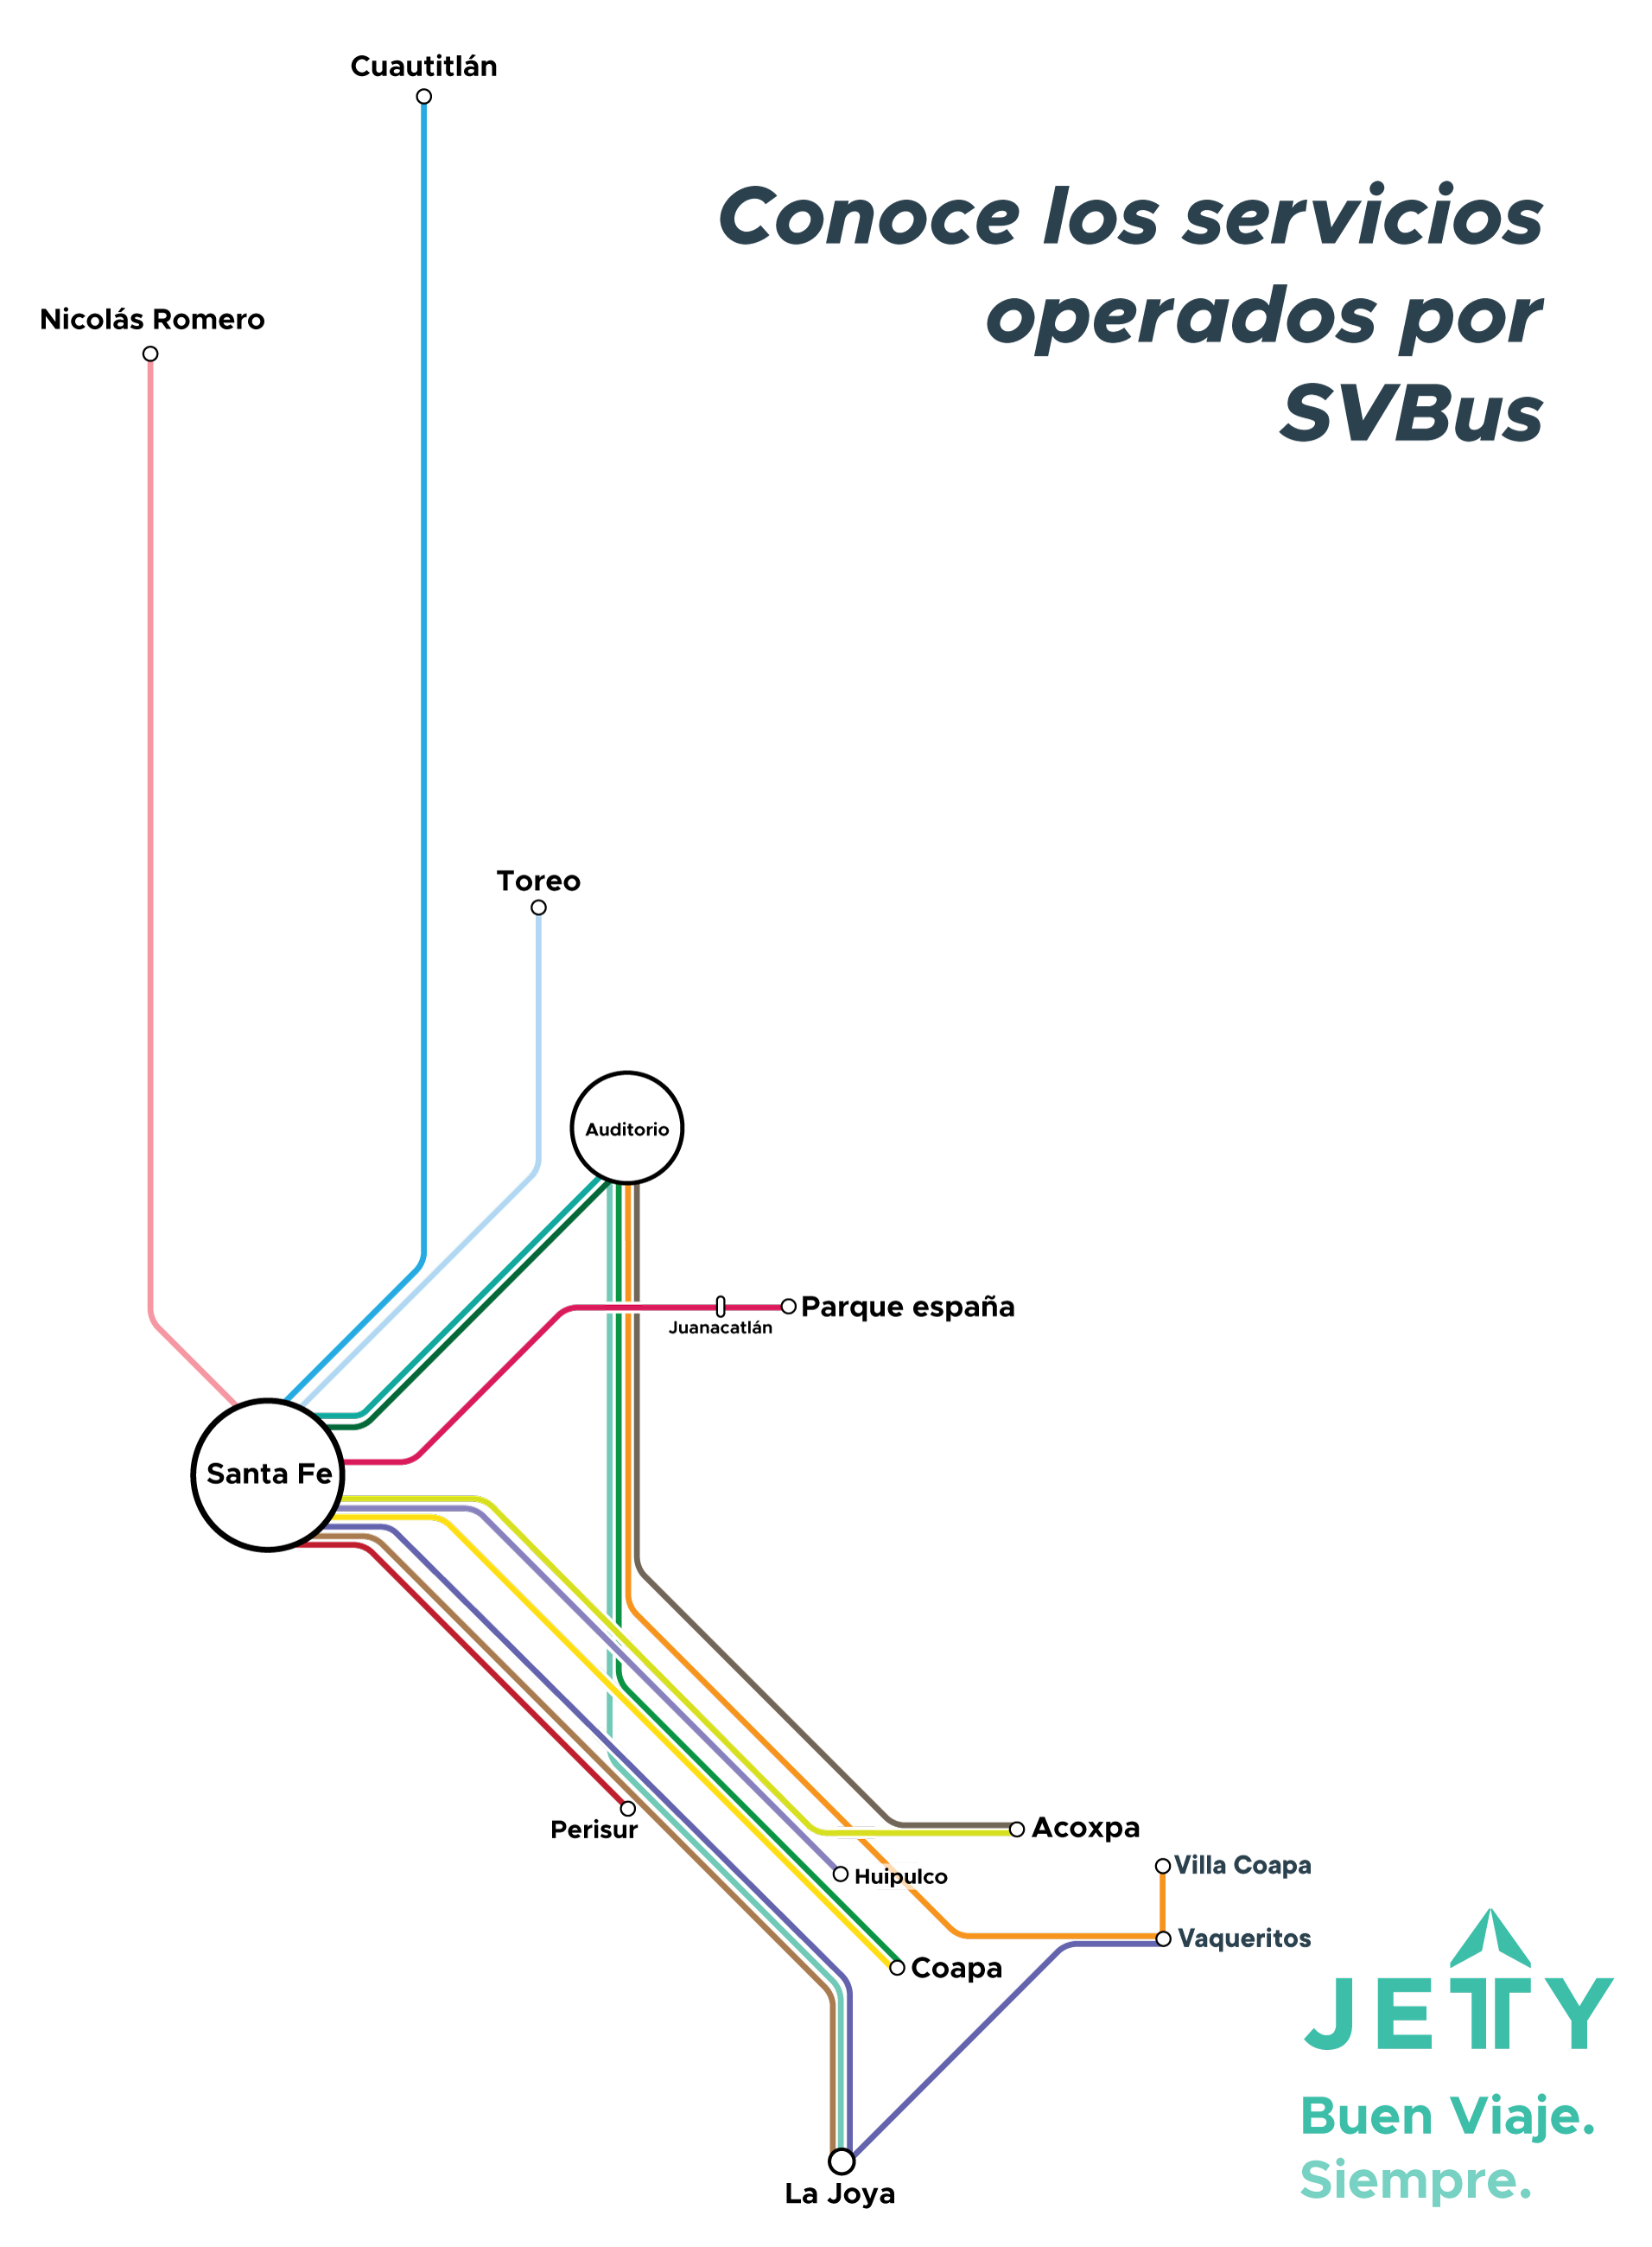 Cuautitlán
Conoce los servicios
operados por
SVBus
Nicolás Romero
Toreo
Auditorio
Parque españa
Juanacatlán
Santa Fe
Perisur
Acoxpa
Huipulco
Villa Coapa
Vaqueritos
Coapa
La Joya
JETTY
Buen Viaje.
Siempre.